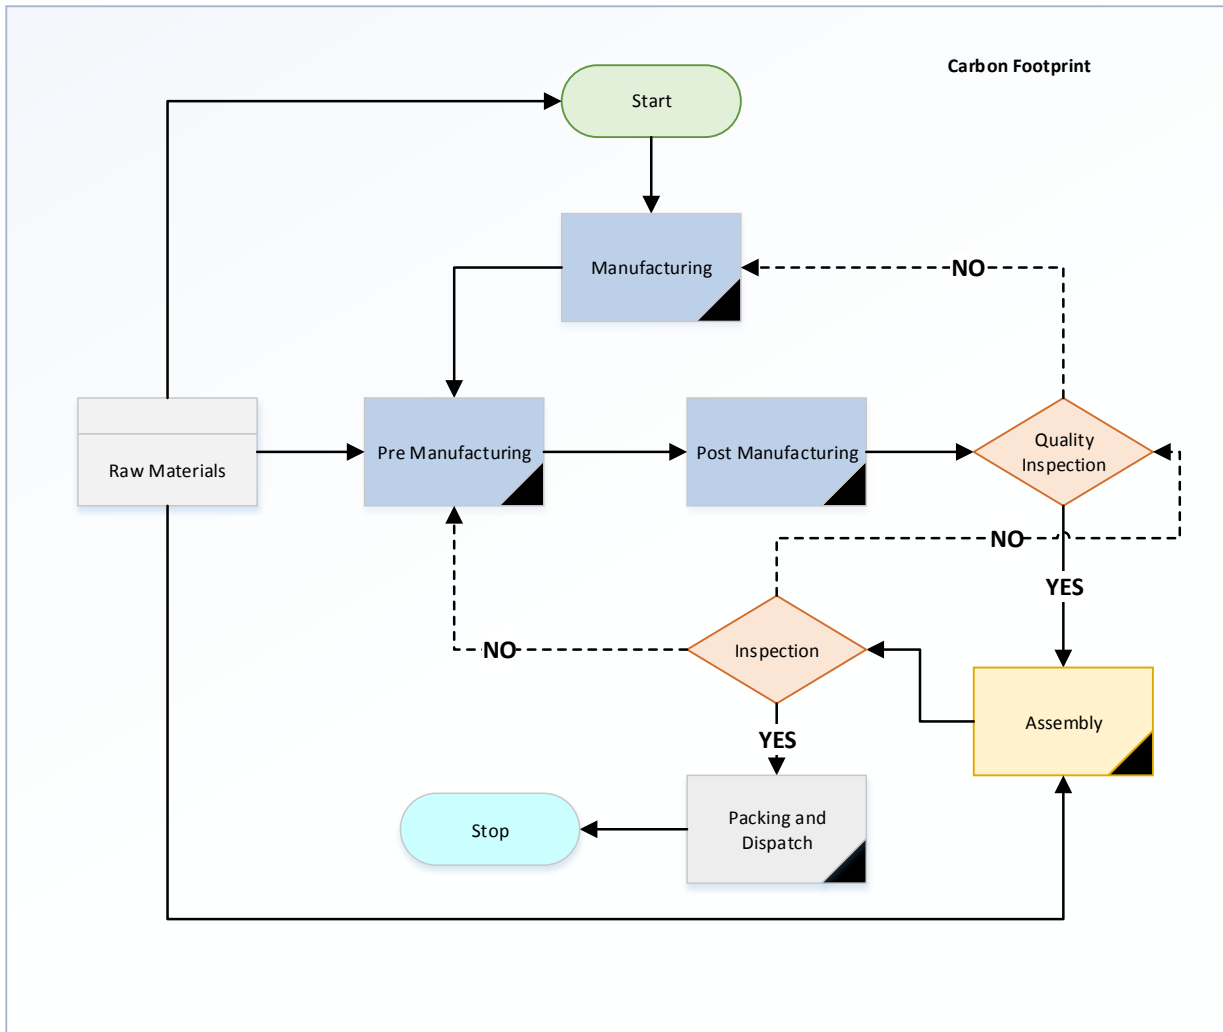 Carbon Footprint
Start
Manufacturing
NO
Raw Materials
Pre Manufacturing
Post Manufacturing
Quality
Inspection
NO
YES
NO
Inspection
Assembly
YES
Packing and
Dispatch
Stop